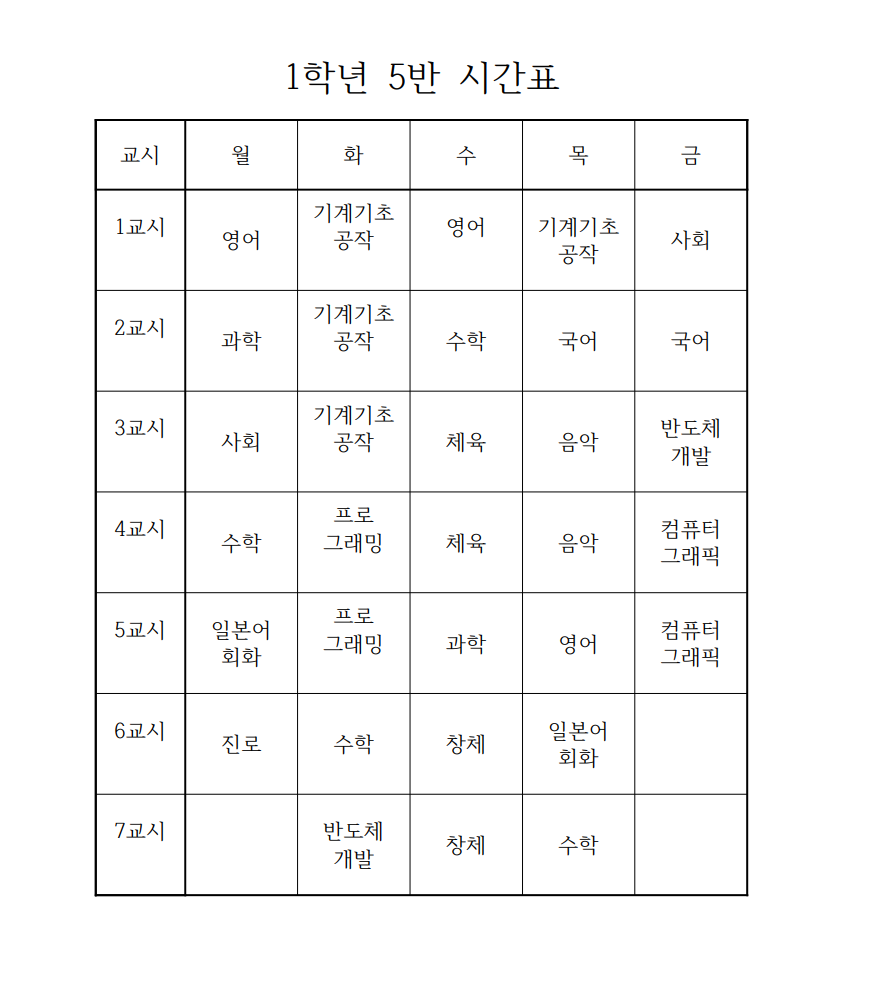 1학년 5반 시간표
교시 월 화 수 목 금
1교시 영어 기계기초 공작 영어 기계기초 공작 사회
2교시 과학 기계기초 공작 수학 국어 국어
3교시 사회 기계기초 공작 체육 음악 반도체 개발
4교시 수학 프로 그래밍 체육 음악 컴퓨터 그래픽
5교시 일본어 회화 프로 그래밍 과학 영어 컴퓨터 그래픽
6교시 진로 수학 창체 일본어 회화
7교시 반도체 개발 창체 수학